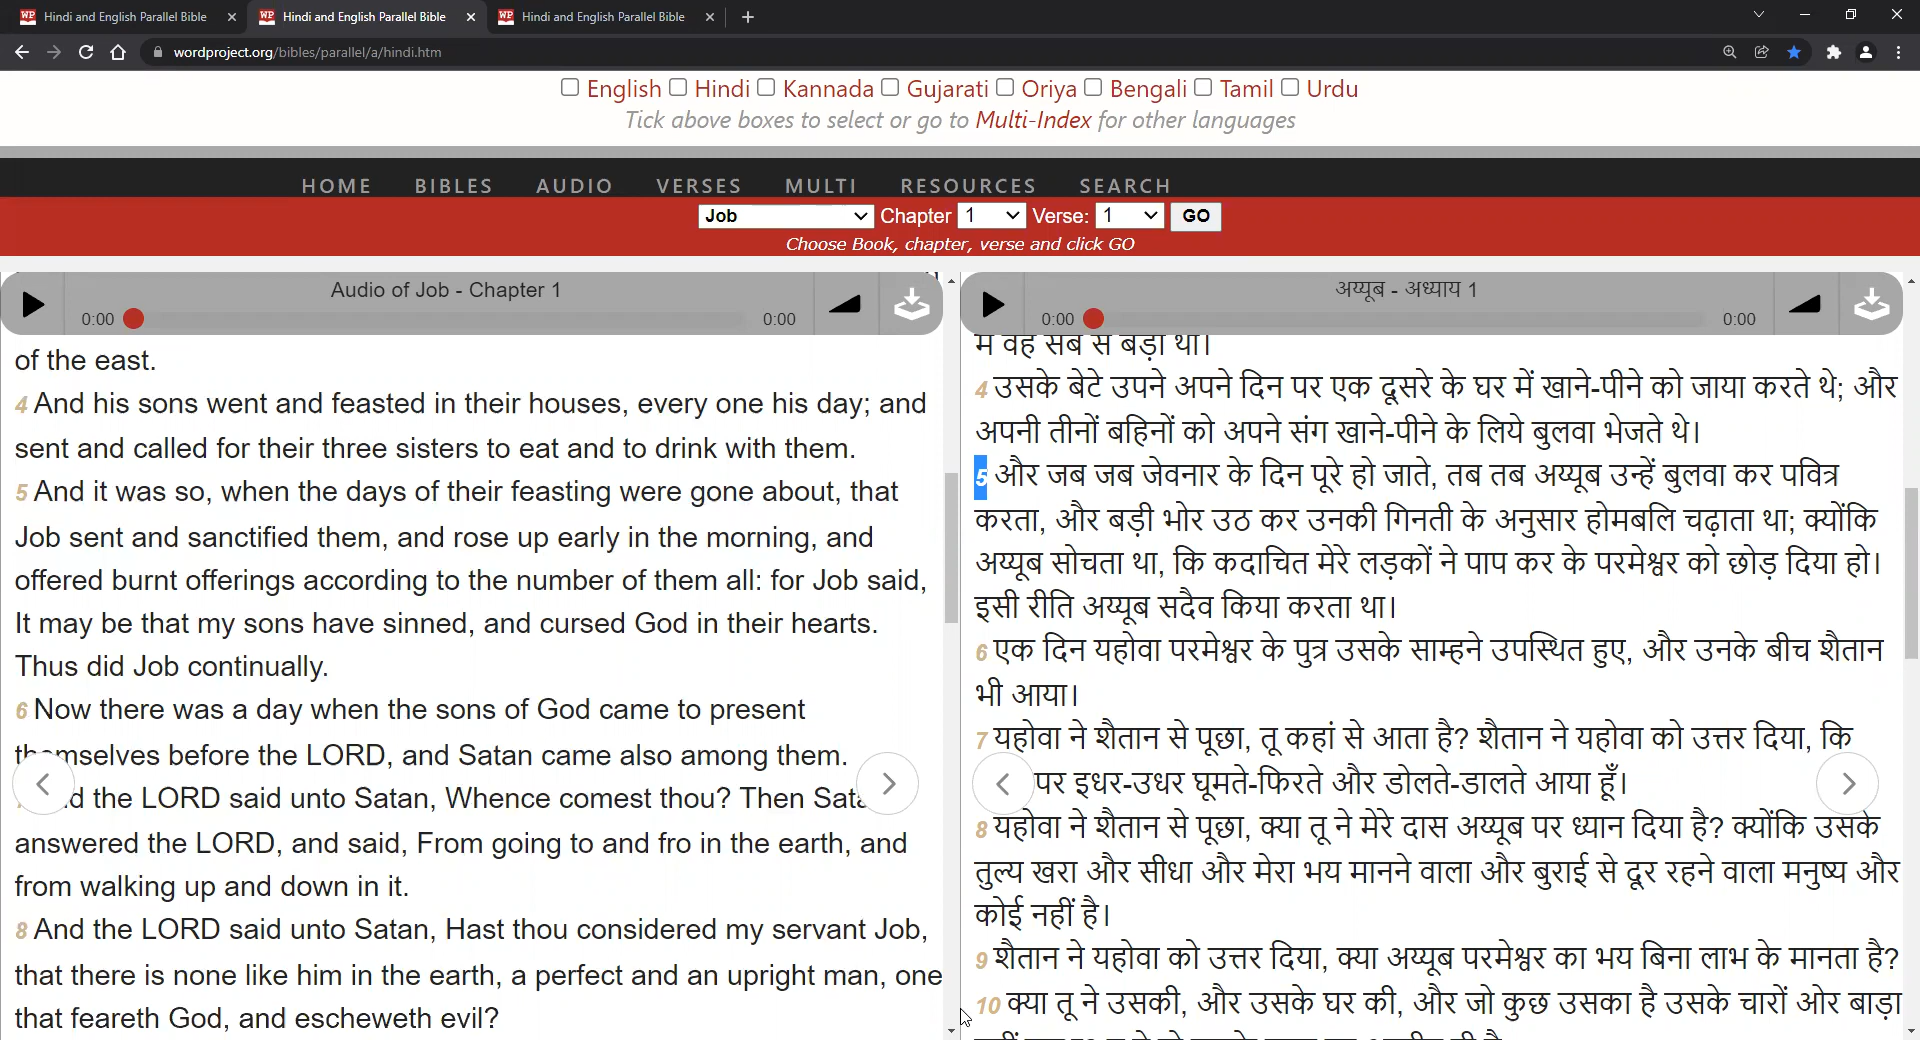 Hindi and English Parallel Bible
Hindi and English Parallel Bible
Hindi and English Parallel Bible
wordproject.org/bibles/parallel/a/hindi.htm
English Hindi Kannada Gujarati Oriya Bengali Tamil Urdu
Tick above boxes to select or go to Multi-Index for other languages
HOME BIBLES AUDIO VERSES MULTI RESOURCES SEARCH
Job Chapter 1 Verse: 1 GO
Choose Book, chapter, verse and click GO
Audio of Job - Chapter 1
0:00 0:00
of the east.
4 And his sons went and feasted in their houses, every one his day; and
sent and called for their three sisters to eat and to drink with them.
5 And it was so, when the days of their feasting were gone about, that
Job sent and sanctified them, and rose up early in the morning, and
offered burnt offerings according to the number of them all: for Job said,
It may be that my sons have sinned, and cursed God in their hearts.
Thus did Job continually.
6 Now there was a day when the sons of God came to present
themselves before the LORD, and Satan came also among them.
the LORD said unto Satan, Whence comest thou? Then
answered the LORD, and said, From going to and fro in the earth, and
from walking up and down in it.
8 And the LORD said unto Satan, Hast thou considered my servant Job,
that there is none like him in the earth, a perfect and an upright man, one
that feareth God, and escheweth evil?
अय्यूब - अध्याय 1
0:00 0:00
में वह सब से बड़ा था।
4 उसके बेटे उपने अपने दिन पर एक दूसरे के घर में खाने-पीने को जाया करते थे; और
अपनी तीनों बहिनों को अपने संग खाने-पीने के लिये बुलवा भेजते थे।
5 और जब जब जेवनार के दिन पूरे हो जाते, तब तब अय्यूब उन्हें बुलवा कर पवित्र
करता, और बड़ी भोर उठ कर उनकी गिनती के अनुसार होमबलि चढ़ाता था; क्योंकि
अय्यूब सोचता था, कि कदाचित मेरे लड़कों ने पाप कर के परमेश्वर को छोड़ दिया हो।
इसी रीति अय्यूब सदैव किया करता था।
6 एक दिन यहोवा परमेश्वर के पुत्र उसके साम्हने उपस्थित हुए, और उनके बीच शैतान
भी आया।
7 यहोवा ने शैतान से पूछा, तू कहां से आता है? शैतान ने यहोवा को उत्तर दिया, कि
पर इधर-उधर घूमते-फिरते और डोलते-डालते आया हूँ।
8 यहोवा ने शैतान से पूछा, क्या तू ने मेरे दास अय्यूब पर ध्यान दिया है? क्योंकि उसके
तुल्य खरा और सीधा और मेरा भय मानने वाला और बुराई से दूर रहने वाला मनुष्य और
कोई नहीं है।
9 शैतान ने यहोवा को उत्तर दिया, क्या अय्यूब परमेश्वर का भय बिना लाभ के मानता है?
10 क्या तू ने उसकी, और उसके घर की, और जो कुछ उसका है उसके चारों ओर बाड़ा